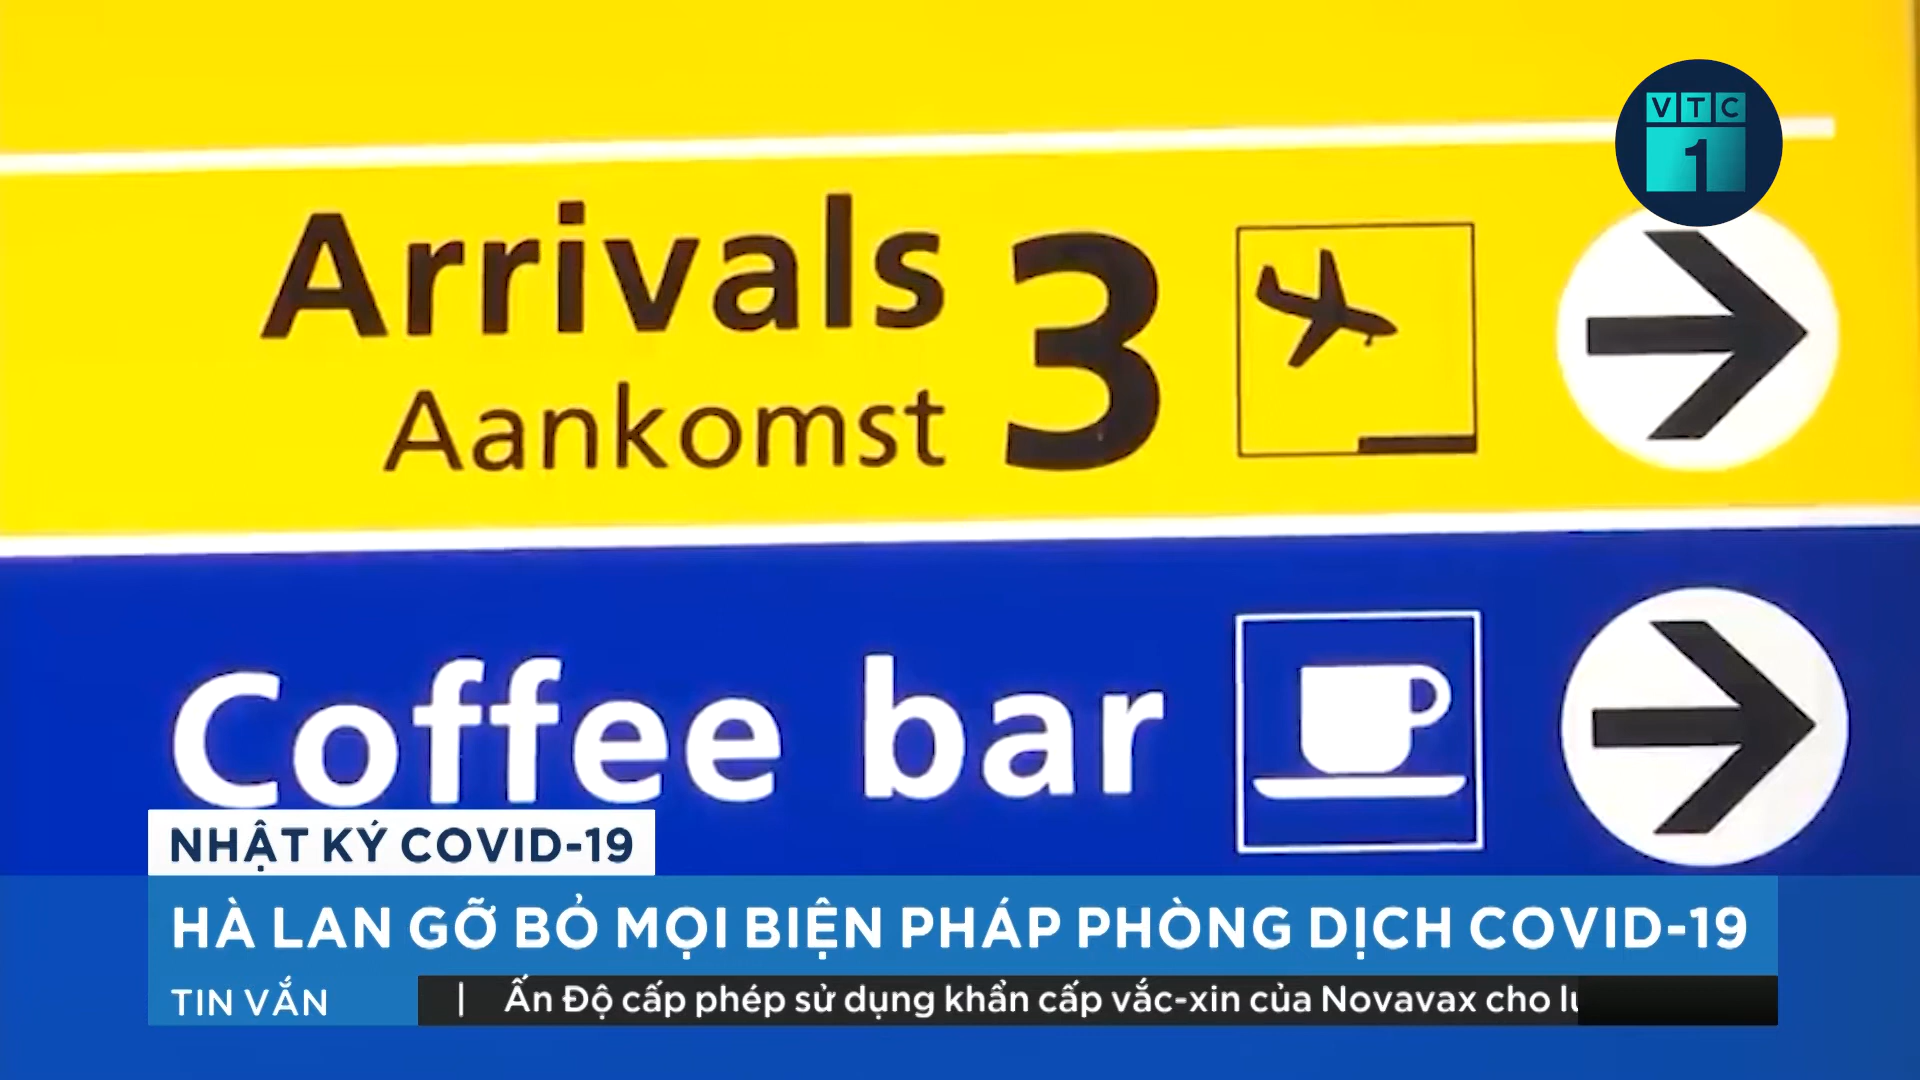 VTC
1
Arrivals 3
Aankomst
Coffee bar
NHẬT KÝ COVID-19
HÀ LAN GỠ BỎ MỌI BIỆN PHÁP PHÒNG DỊCH COVID-19
TIN VẮN
| Ấn Độ cấp phép sử dụng khẩn cấp vắc-xin của Novavax cho